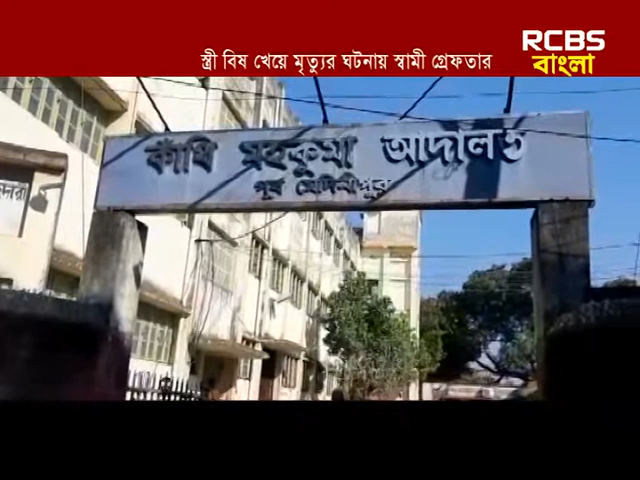 RCBS
বাংলা
স্ত্রী বিষ খেয়ে মৃত্যুর ঘটনায় স্বামী গ্রেফতার
কাঁথি মহকুমা আদালত
পূর্ব মেদিনীপুর